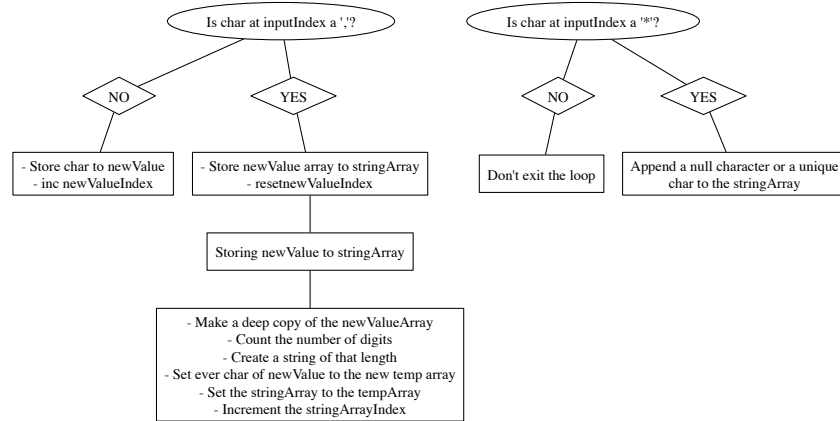 Is char at inputIndex a ','?
NO
YES
- Store char to newValue
- inc newValueIndex
- Store newValue array to stringArray
- resetnewValueIndex
Storing newValue to stringArray
- Make a deep copy of the newValueArray
- Count the number of digits
- Create a string of that length
- Set ever char of newValue to the new temp array
- Set the stringArray to the tempArray
- Increment the stringArrayIndex
Is char at inputIndex a '*'?
NO
YES
Don't exit the loop
Append a null character or a unique
char to the stringArray